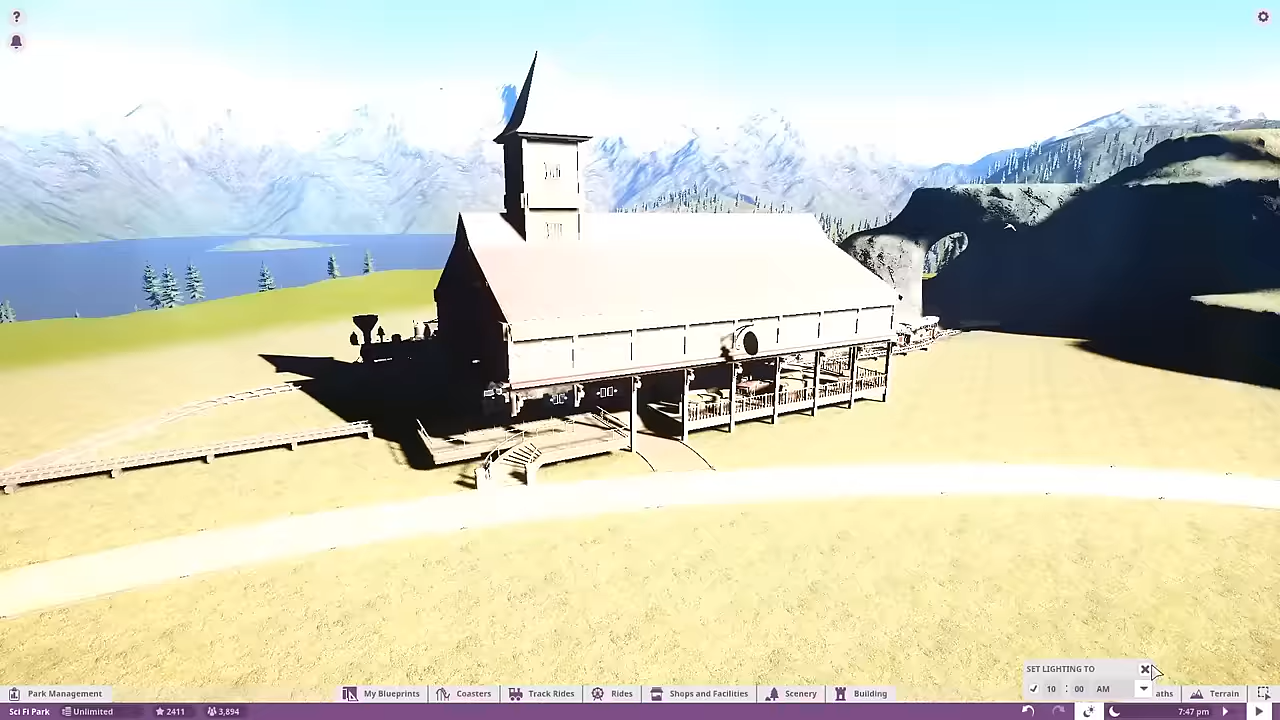 ?
SET LIGHTING TO
10 : 00 AM
Park Management
My Blueprints
Coasters
Track Rides
Rides
Shops and Facilities
Scenery
Building
aths
Terrain
Sci Fi Park
Unlimited
2411
3,894
7:47 pm